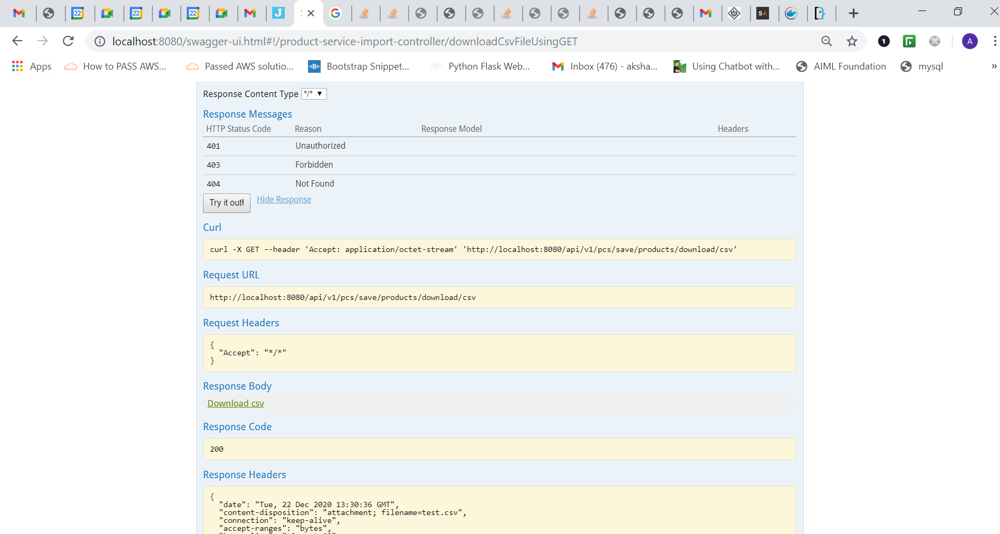 localhost:8080/swagger-ui.html#!/product-service-import-controller/downloadCsvFileUsingGET
Apps How to PASS AWS... Passed AWS solutio... Bootstrap Snippet... Python Flask Web... Inbox (476) - aksha... Using Chatbot with... AIML Foundation mysql »
Response Content Type */*
Response Messages
HTTP Status Code Reason Response Model Headers
401 Unauthorized
403 Forbidden
404 Not Found
Try it out! Hide Response
Curl
curl -X GET --header 'Accept: application/octet-stream' 'http://localhost:8080/api/v1/pcs/save/products/download/csv'
Request URL
http://localhost:8080/api/v1/pcs/save/products/download/csv
Request Headers
{
"Accept": "*/*"
}
Response Body
Download csv
Response Code
200
Response Headers
{
"date": "Tue, 22 Dec 2020 13:30:36 GMT",
"content-disposition": "attachment; filename=test.csv",
"connection": "keep-alive",
"accept-ranges": "bytes",